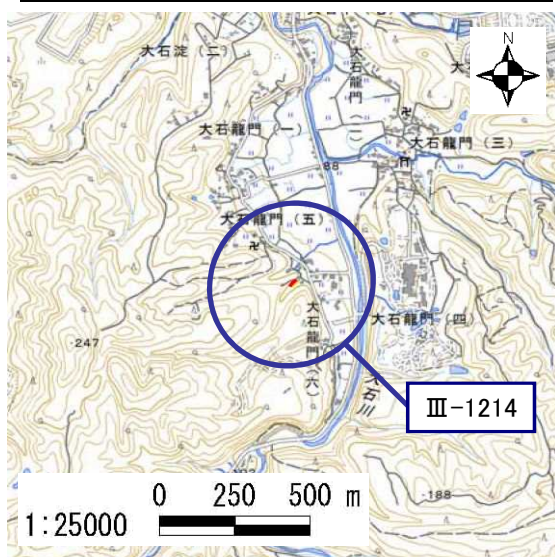 大石淀(二)
N
大石龍門(二)
大石龍門(一)
大石龍門(三)
88
大石龍門(五)
大石龍門(四)
大石龍門(六)
・247
大石川
Ⅲ-1214
・188
0 250 500 m
1:25000